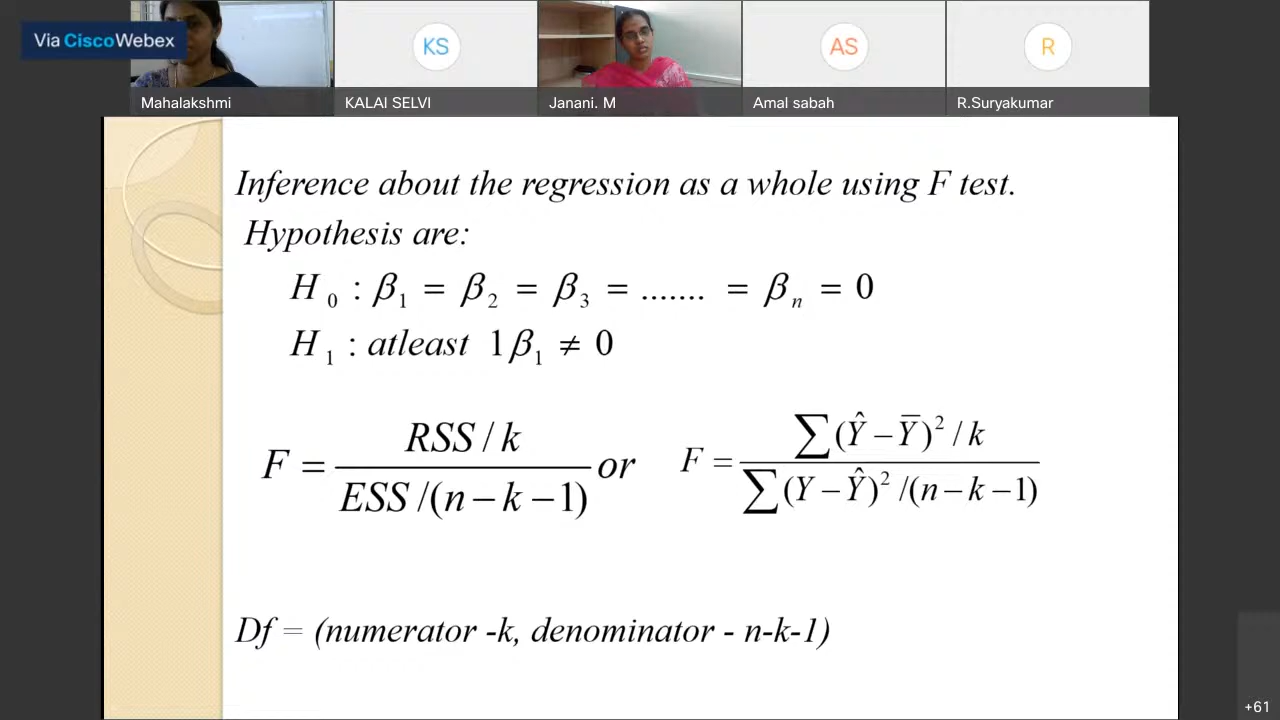 Via Cisco Webex
Mahalakshmi
KS
KALAI SELVI
Janani. M
AS
Amal sabah
R
R.Suryakumar
Inference about the regression as a whole using F test.
Hypothesis are:
H₀ : β₁ = β₂ = β₃ = ....... = βₙ = 0
H₁ : atleast 1β₁ ≠ 0
F = RSS / k / ESS /(n − k − 1) or F = ∑(Ŷ − Y̅)² / k / ∑(Y − Ŷ)² /(n − k − 1)
Df = (numerator -k, denominator - n-k-1)
+61